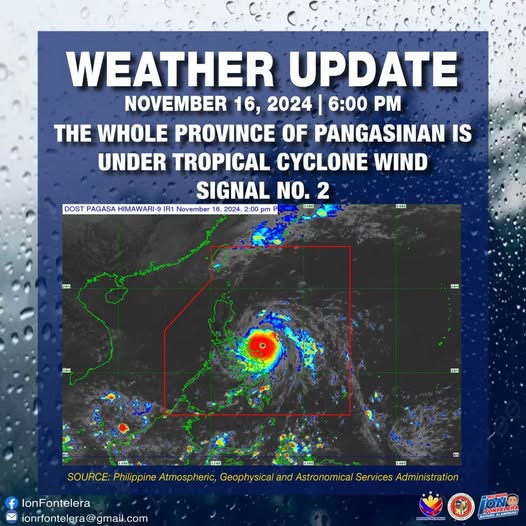 WEATHER UPDATE
NOVEMBER 16, 2024 | 6:00 PM
THE WHOLE PROVINCE OF PANGASINAN IS
UNDER TROPICAL CYCLONE WIND
SIGNAL NO. 2
DOST PAGASA HIMAWARI-9 IR1 November 16, 2024, 2:00 pm P
SOURCE: Philippine Atmospheric, Geophysical and Astronomical Services Administration
IonFontelera
ionrfontelera@gmail.com
ION
FONTELERA